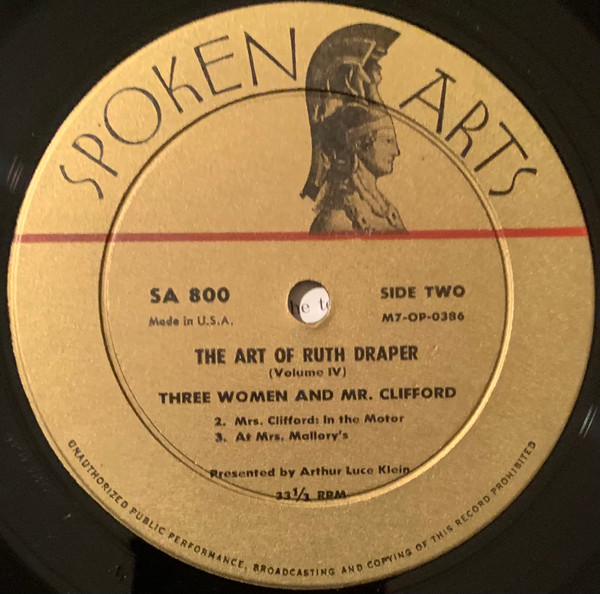 SPOKEN ARTS
SA 800
SIDE TWO
Made in U.S.A.
M7-OP-0386
THE ART OF RUTH DRAPER
(Volume IV)
THREE WOMEN AND MR. CLIFFORD
2. Mrs. Clifford: In the Motor
3. At Mrs. Mallory's
Presented by Arthur Luce Klein
33⅓ RPM
UNAUTHORIZED PUBLIC PERFORMANCE, BROADCASTING AND COPYING OF THIS RECORD PROHIBITED